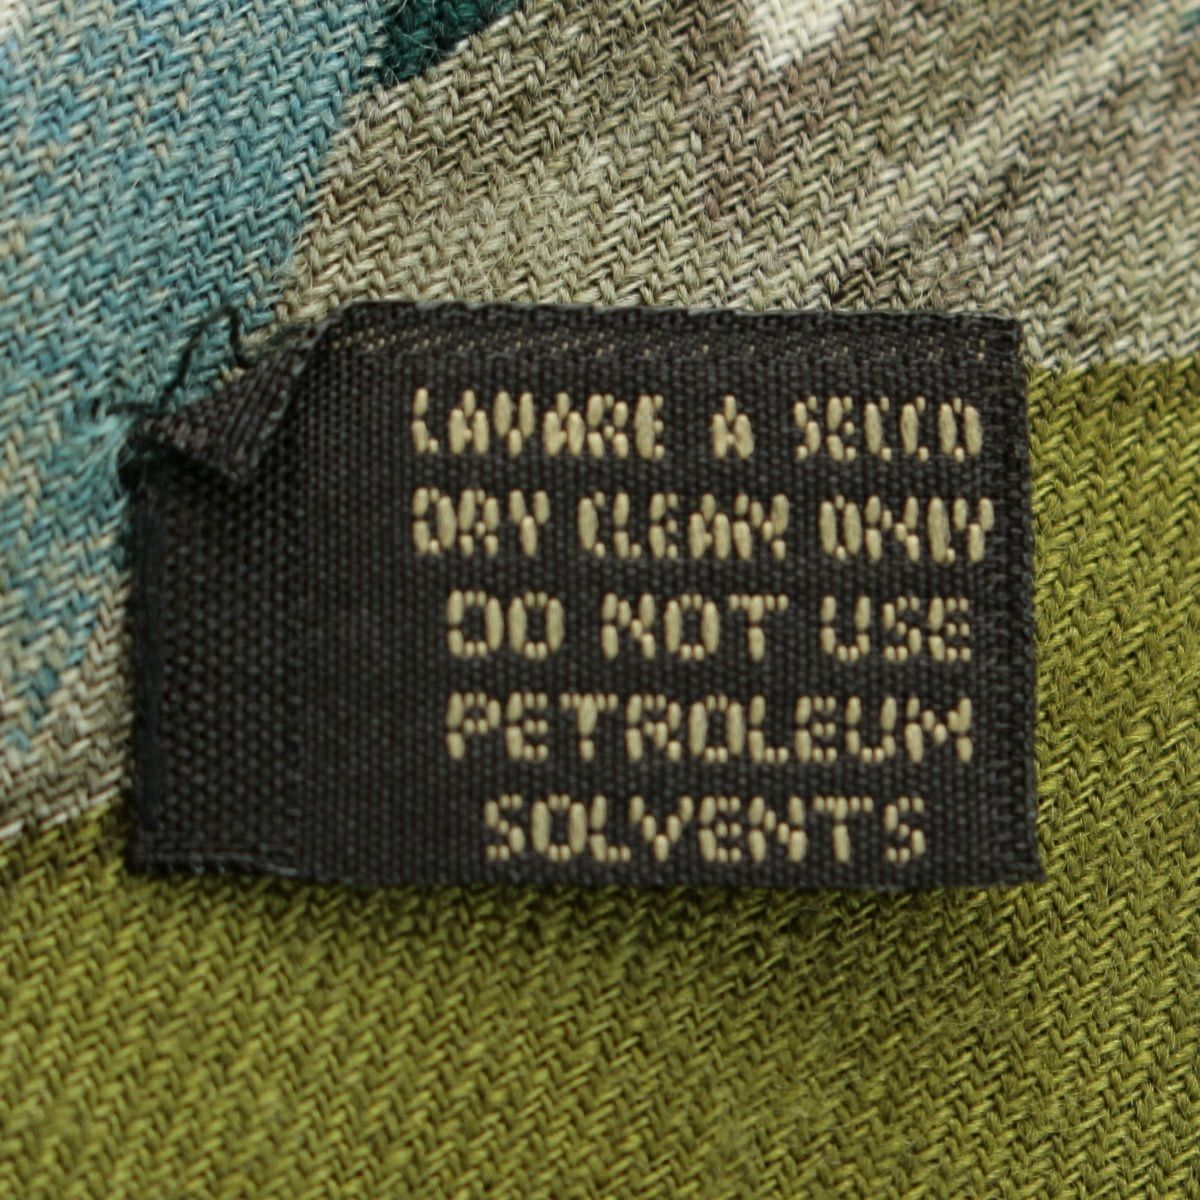 LAVARE A SECCO
DRY CLEAN ONLY
DO NOT USE
PETROLEUM
SOLVENTS